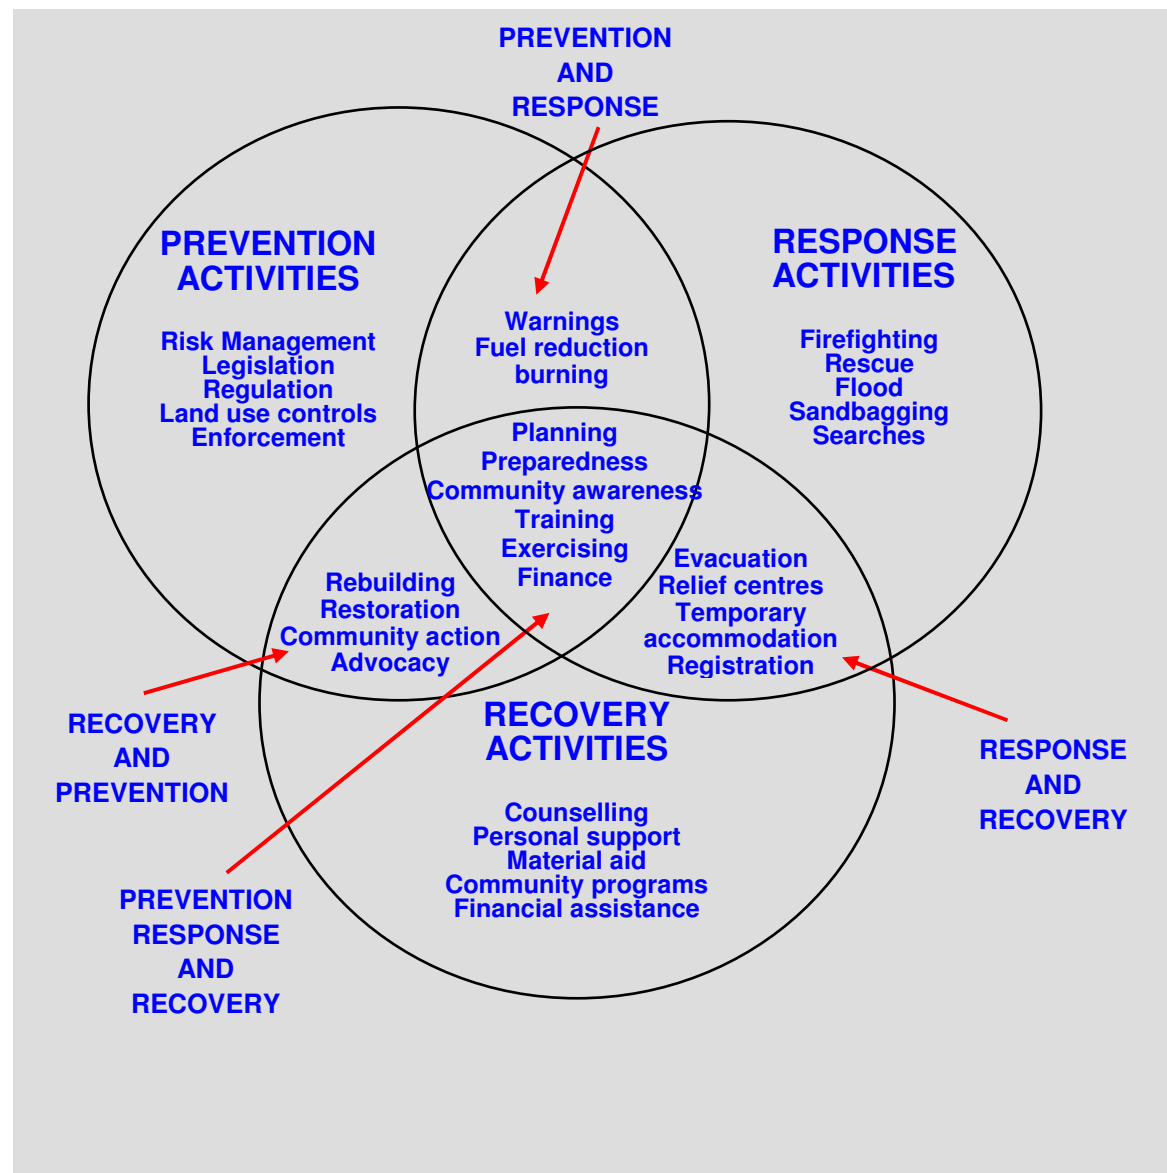 PREVENTION
AND
RESPONSE
PREVENTION
ACTIVITIES
Risk Management
Legislation
Regulation
Land use controls
Enforcement
Warnings
Fuel reduction
burning
RESPONSE
ACTIVITIES
Firefighting
Rescue
Flood
Sandbagging
Searches
Planning
Preparedness
Community awareness
Training
Exercising
Finance
Rebuilding
Restoration
Community action
Advocacy
Evacuation
Relief centres
Temporary
accommodation
Registration
RECOVERY
AND
PREVENTION
RECOVERY
ACTIVITIES
Counselling
Personal support
Material aid
Community programs
Financial assistance
RESPONSE
AND
RECOVERY
PREVENTION
RESPONSE
AND
RECOVERY